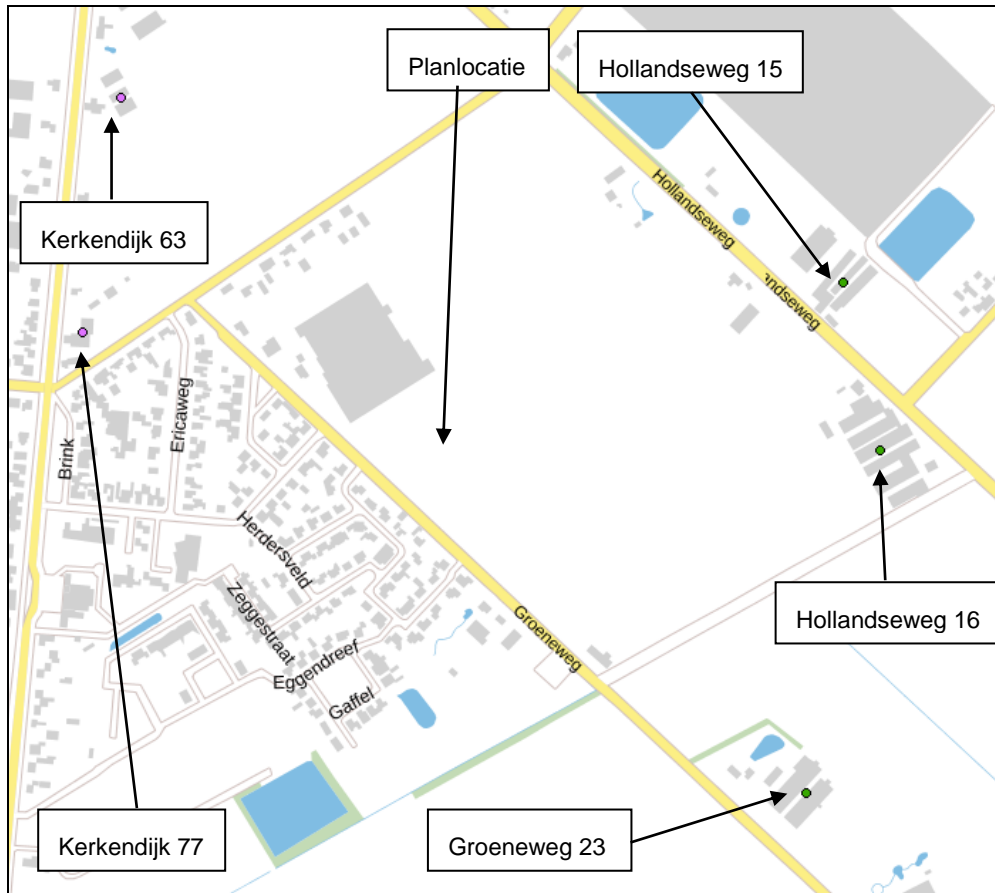 Planlocatie
Hollandseweg 15
Kerkendijk 63
Hollandseweg
andseweg
Ericaweg
Brink
Herdersveld
Zeggestraat
Eggendreef
Gaffel
Groeneweg
Hollandseweg 16
Kerkendijk 77
Groeneweg 23